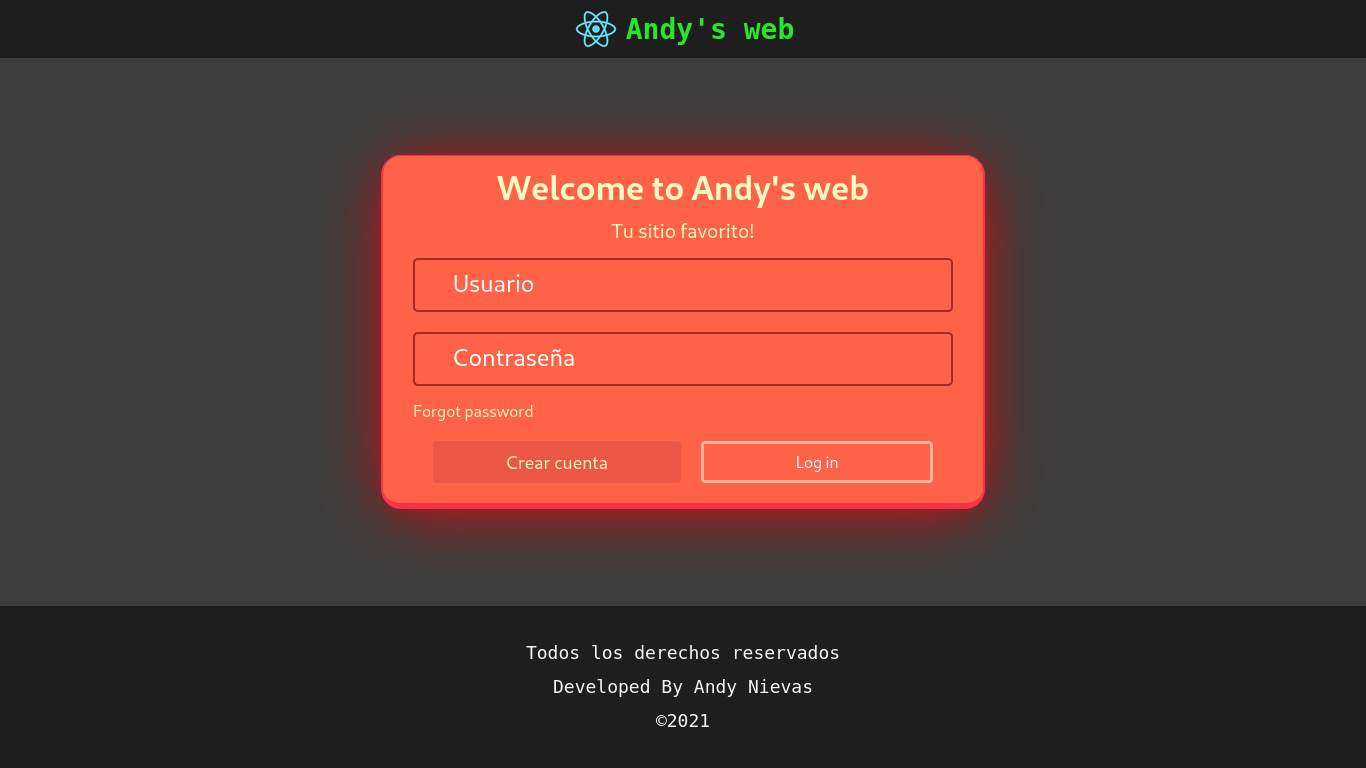 Andy's web
Welcome to Andy's web
Tu sitio favorito!
Usuario
Contraseña
Forgot password
Crear cuenta
Log in
Todos los derechos reservados
Developed By Andy Nievas
©2021